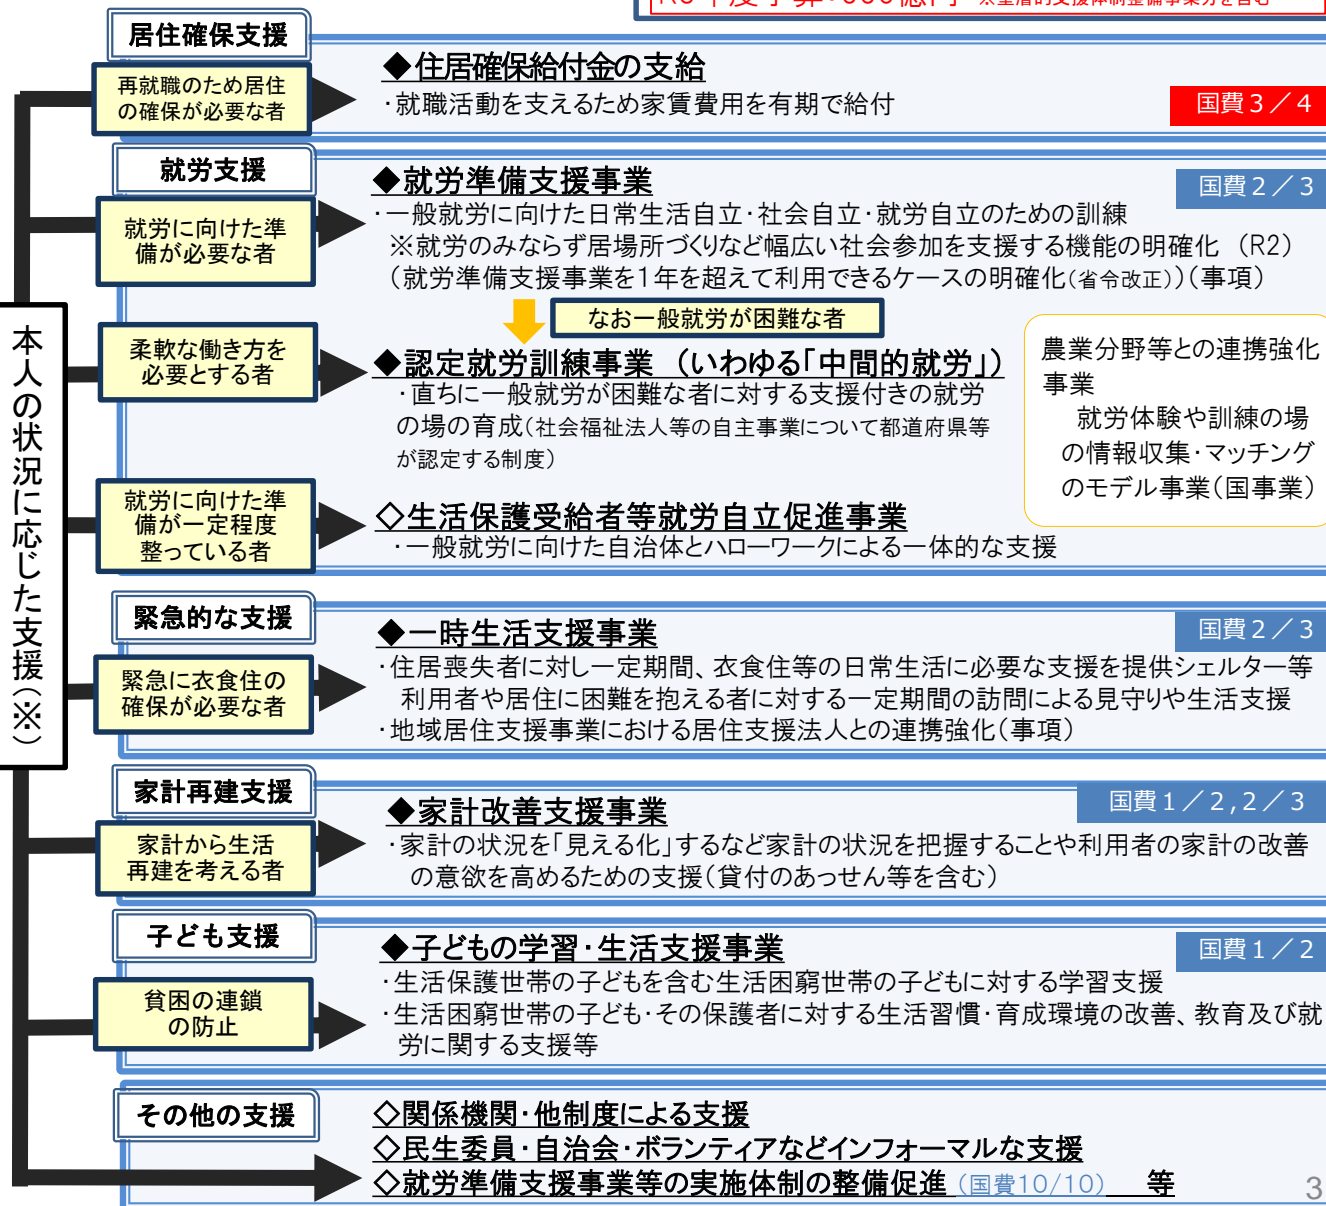 居住確保支援
再就職のため居住
の確保が必要な者
◆住居確保給付金の支給
・就職活動を支えるため家賃費用を有期で給付
国費３／４
就労支援
就労に向けた準
備が必要な者
◆就労準備支援事業
国費２／３
・一般就労に向けた日常生活自立・社会自立・就労自立のための訓練
※就労のみならず居場所づくりなど幅広い社会参加を支援する機能の明確化 （R2）
（就労準備支援事業を1年を超えて利用できるケースの明確化（省令改正））（事項）
なお一般就労が困難な者
柔軟な働き方を
必要とする者
◆認定就労訓練事業 （いわゆる「中間的就労」）
・直ちに一般就労が困難な者に対する支援付きの就労
の場の育成（社会福祉法人等の自主事業について都道府県等
が認定する制度）
農業分野等との連携強化
事業
就労体験や訓練の場
の情報収集・マッチング
のモデル事業（国事業）
就労に向けた準
備が一定程度
整っている者
◇生活保護受給者等就労自立促進事業
・一般就労に向けた自治体とハローワークによる一体的な支援
本人の状況に応じた支援（※）
緊急的な支援
緊急に衣食住の
確保が必要な者
◆一時生活支援事業
国費２／３
・住居喪失者に対し一定期間、衣食住等の日常生活に必要な支援を提供シェルター等
利用者や居住に困難を抱える者に対する一定期間の訪問による見守りや生活支援
・地域居住支援事業における居住支援法人との連携強化（事項）
家計再建支援
家計から生活
再建を考える者
◆家計改善支援事業
国費１／２,２／３
・家計の状況を「見える化」するなど家計の状況を把握することや利用者の家計の改善
の意欲を高めるための支援（貸付のあっせん等を含む）
子ども支援
貧困の連鎖
の防止
◆子どもの学習・生活支援事業
国費１／２
・生活保護世帯の子どもを含む生活困窮世帯の子どもに対する学習支援
・生活困窮世帯の子ども・その保護者に対する生活習慣・育成環境の改善、教育及び就
労に関する支援等
その他の支援
◇関係機関・他制度による支援
◇民生委員・自治会・ボランティアなどインフォーマルな支援
◇就労準備支援事業等の実施体制の整備促進 （国費10/10） 等
3